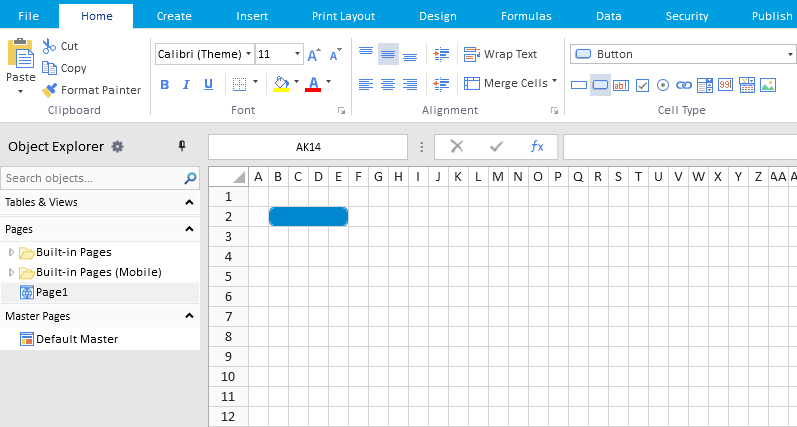 File Home Create Insert Print Layout Design Formulas Data Security Publish
Paste
Cut
Copy
Format Painter
Clipboard
Calibri (Theme) 11
B I U A
Font
Wrap Text
Merge Cells
Alignment
Button
Cell Type
Object Explorer
AK14
fx
Search objects...
Tables & Views
Pages
Built-in Pages
Built-in Pages (Mobile)
Page1
Master Pages
Default Master
A B C D E F G H I J K L M N O P Q R S T U V W X Y Z AA
1
2
3
4
5
6
7
8
9
10
11
12